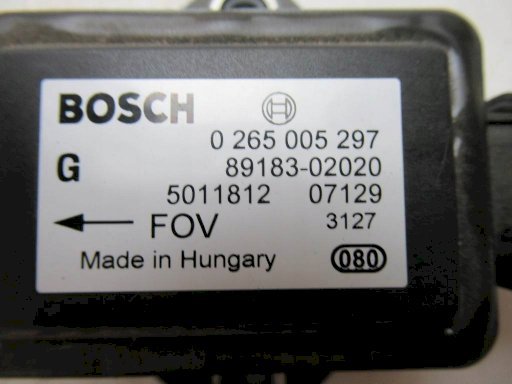 BOSCH
0 265 005 297
G 89183-02020
5011812 07129
FOV 3127
Made in Hungary 080